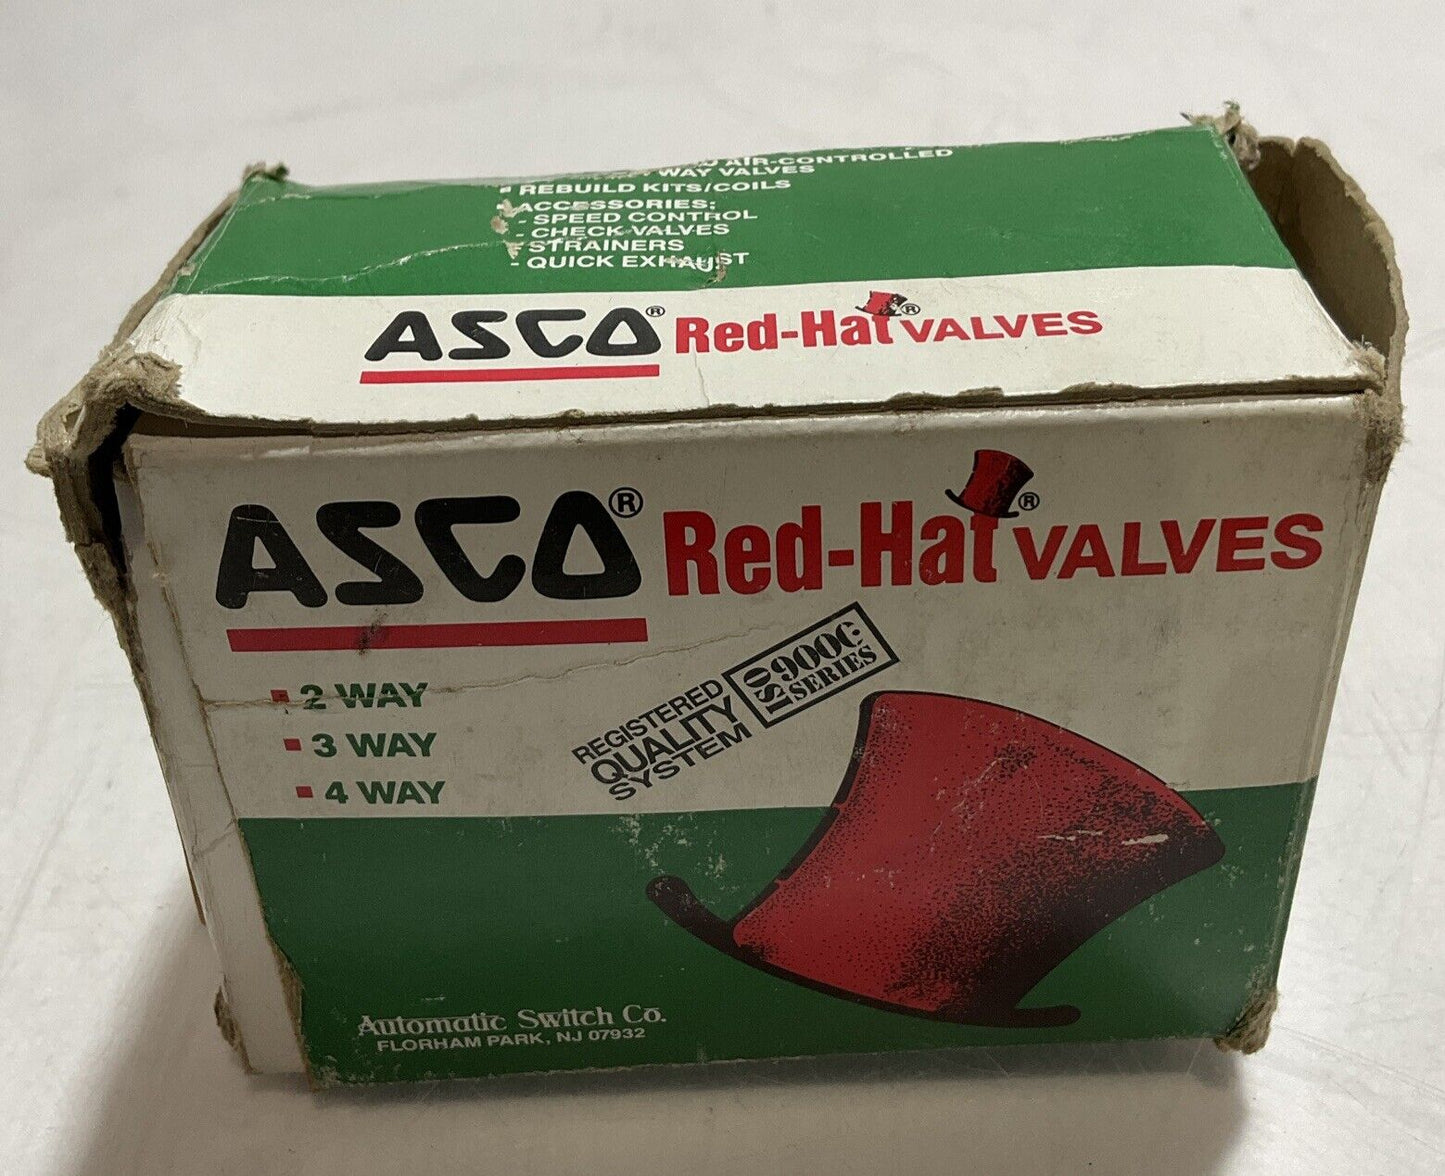 AIR-CONTROLLED
WAY VALVES
▪ REBUILD KITS/COILS
▪ ACCESSORIES:
- SPEED CONTROL
- CHECK VALVES
- STRAINERS
- QUICK EXHAUST
ASCO® Red-Hat® VALVES
ASCO® Red-Hat® VALVES
▪ 2 WAY
▪ 3 WAY
▪ 4 WAY
REGISTERED
QUALITY
SYSTEM
ISO 9000
SERIES
Automatic Switch Co.
FLORHAM PARK, NJ 07932